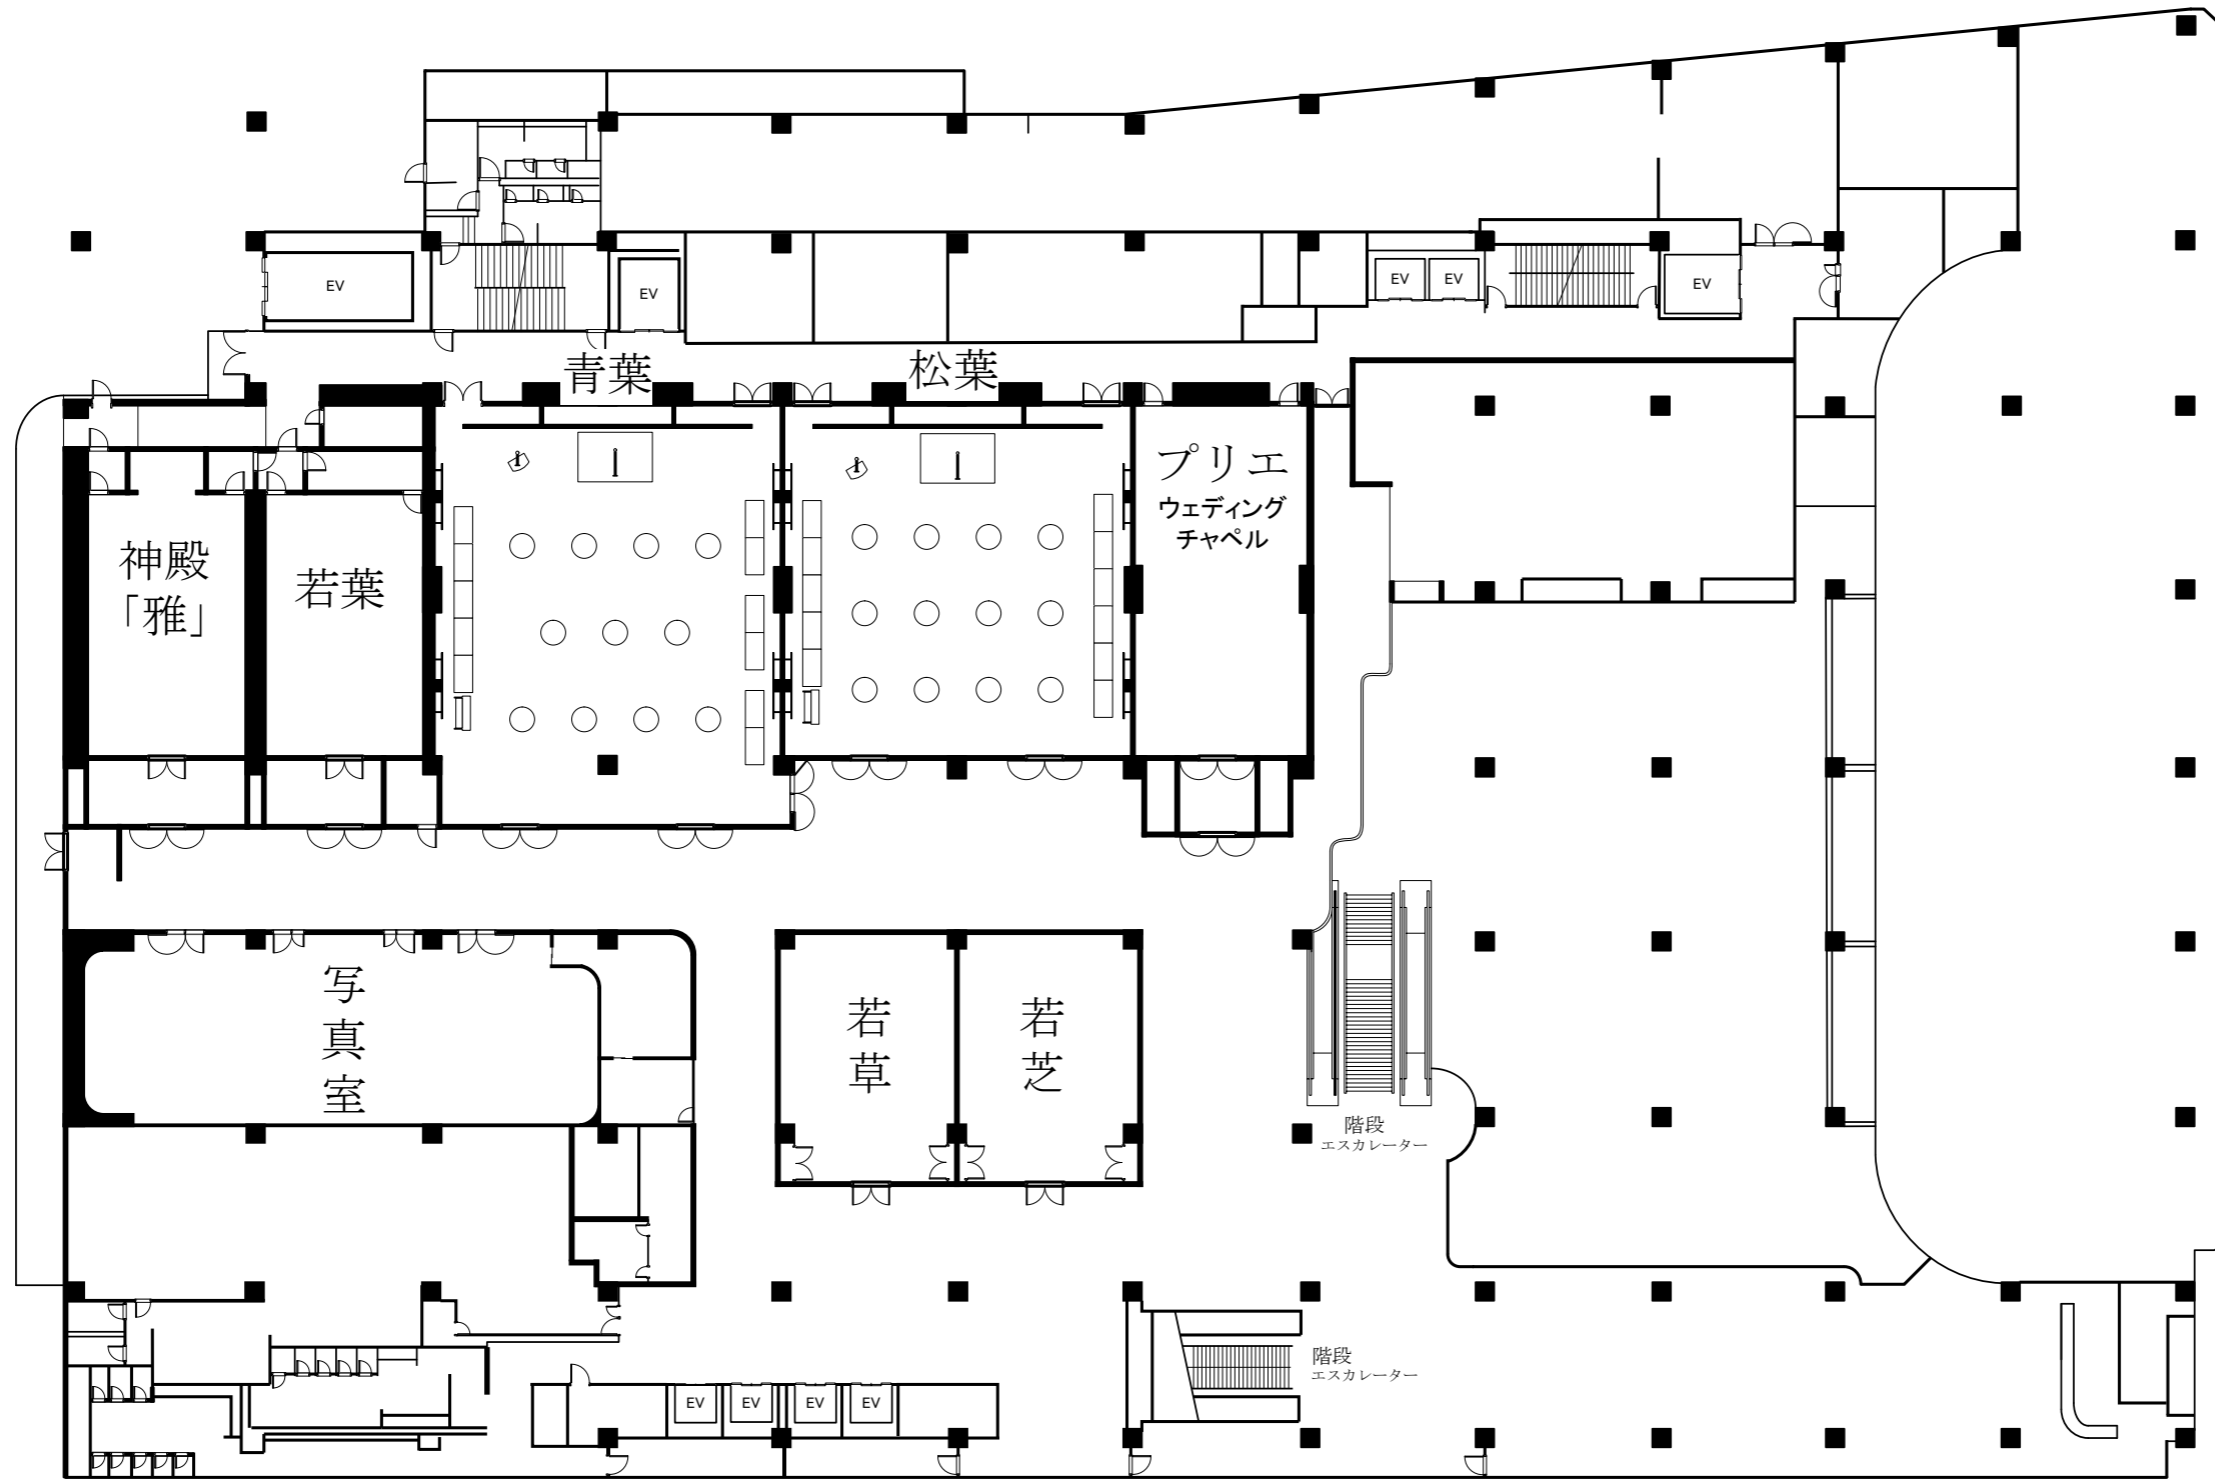 EV
EV
EV
EV
EV
青葉
松葉
プリエ
ウェディング
チャペル
神殿
「雅」
若葉
写真室
若草
若芝
階段
エスカレーター
階段
エスカレーター
EV
EV
EV
EV